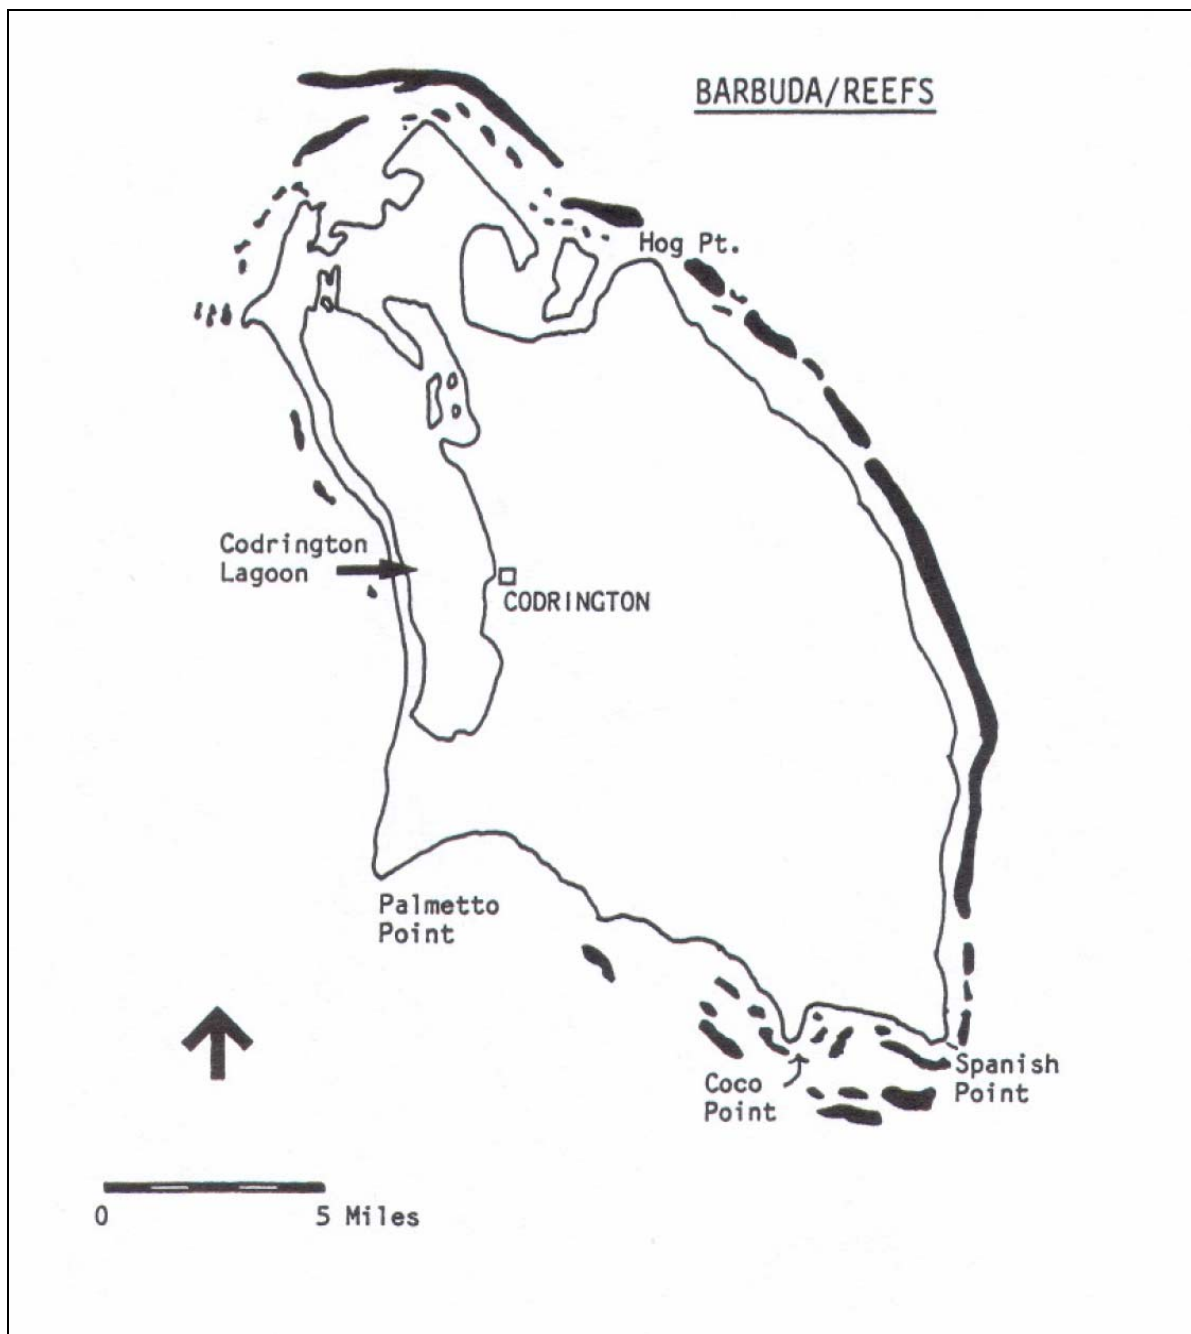 BARBUDA/REEFS
Hog Pt.
Codrington
Lagoon
CODRINGTON
Palmetto
Point
Coco
Point
Spanish
Point
0 5 Miles